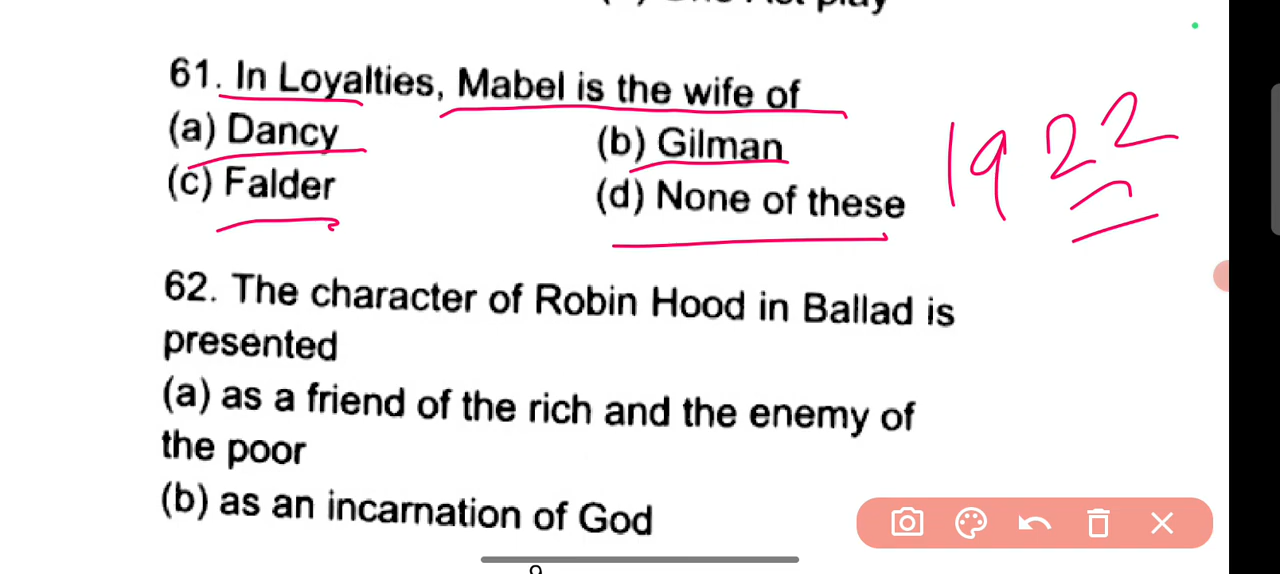 61. In Loyalties, Mabel is the wife of
(a) Dancy (b) Gilman
(c) Falder (d) None of these
1922
62. The character of Robin Hood in Ballad is
presented
(a) as a friend of the rich and the enemy of
the poor
(b) as an incarnation of God